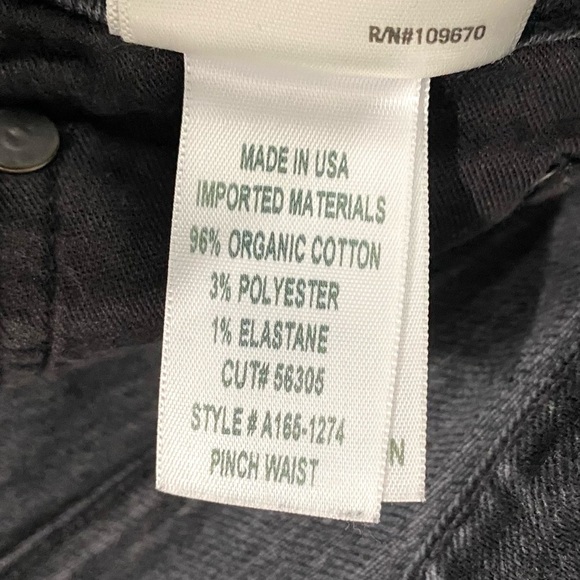 R/N#109670
MADE IN USA
IMPORTED MATERIALS
96% ORGANIC COTTON
3% POLYESTER
1% ELASTANE
CUT# 56305
STYLE # A165-1274
PINCH WAIST
N